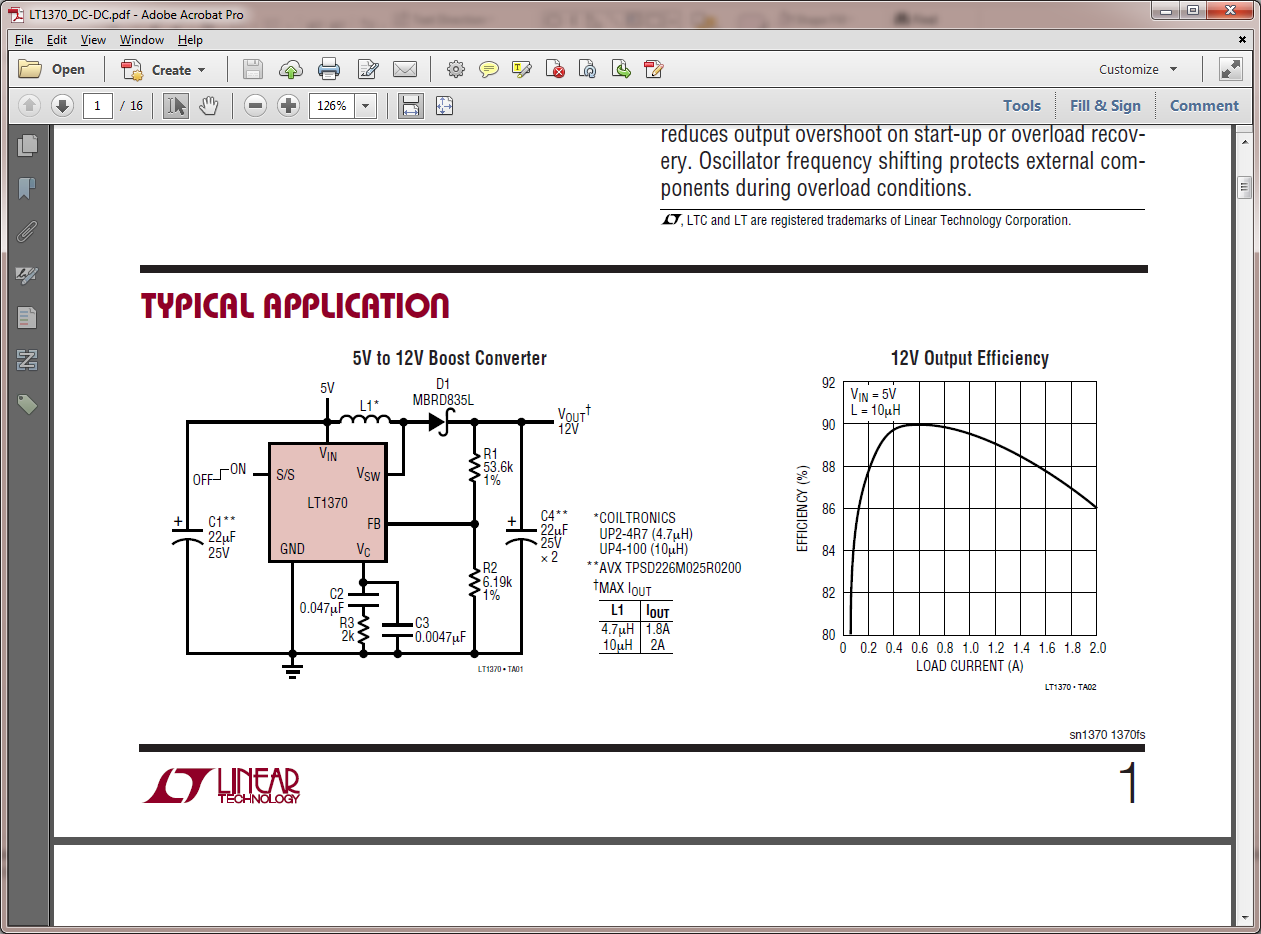 LT1370_DC-DC.pdf - Adobe Acrobat Pro
File Edit View Window Help
Open Create Customize
1 / 16 126% Tools Fill & Sign Comment
reduces output overshoot on start-up or overload recov-
ery. Oscillator frequency shifting protects external com-
ponents during overload conditions.
, LTC and LT are registered trademarks of Linear Technology Corporation.
TYPICAL APPLICATION
5V to 12V Boost Converter
5V
L1*
D1
MBRD835L
VOUT†
12V
VIN
OFF ON
S/S
VSW
LT1370
FB
GND
VC
R1
53.6k
1%
C1**
22µF
25V
C4**
22µF
25V
× 2
R2
6.19k
1%
C2
0.047µF
R3
2k
C3
0.0047µF
LT1370 • TA01
*COILTRONICS
UP2-4R7 (4.7µH)
UP4-100 (10µH)
**AVX TPSD226M025R0200
†MAX IOUT
L1 IOUT
4.7µH 1.8A
10µH 2A
12V Output Efficiency
VIN = 5V
L = 10µH
EFFICIENCY (%)
92
90
88
86
84
82
80
0 0.2 0.4 0.6 0.8 1.0 1.2 1.4 1.6 1.8 2.0
LOAD CURRENT (A)
LT1370 • TA02
sn1370 1370fs
LINEAR
TECHNOLOGY
1